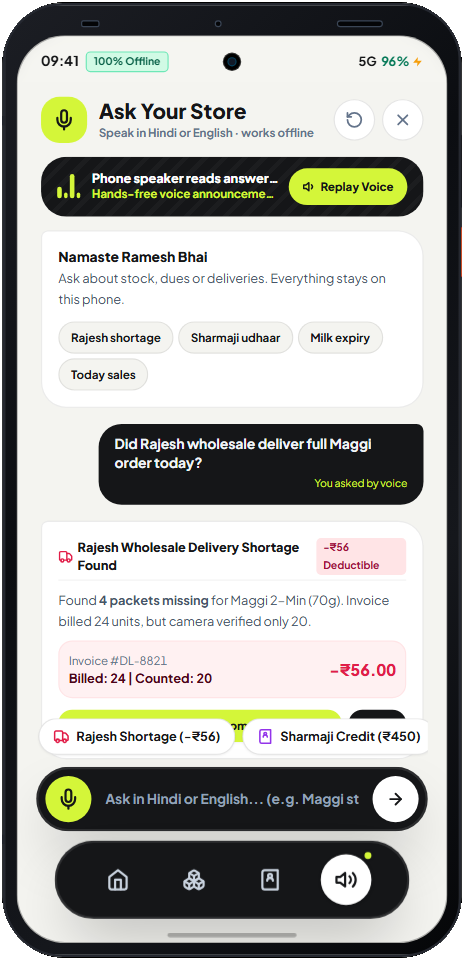 09:41 100% Offline 5G 96%
Ask Your Store
Speak in Hindi or English · works offline
Phone speaker reads answer…
Hands-free voice announceme…
Replay Voice
Namaste Ramesh Bhai
Ask about stock, dues or deliveries. Everything stays on
this phone.
Rajesh shortage Sharmaji udhaar Milk expiry
Today sales
Did Rajesh wholesale deliver full Maggi
order today?
You asked by voice
Rajesh Wholesale Delivery Shortage
Found
-₹56
Deductible
Found 4 packets missing for Maggi 2-Min (70g). Invoice
billed 24 units, but camera verified only 20.
Invoice #DL-8821
Billed: 24 | Counted: 20
-₹56.00
Rajesh Shortage (-₹56) Sharmaji Credit (₹450)
Ask in Hindi or English... (e.g. Maggi st